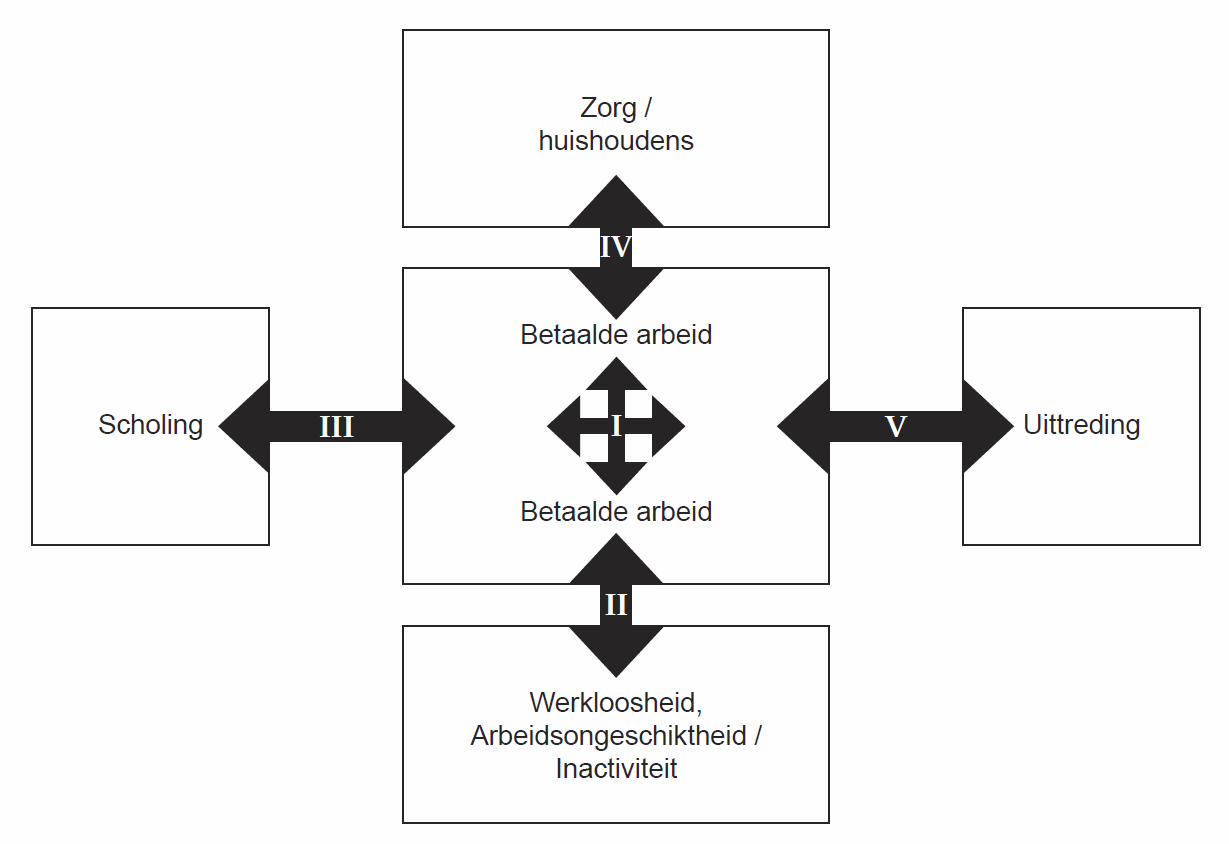 Zorg /
huishoudens
IV
Betaalde arbeid
Scholing
III
I
V
Uittreding
Betaalde arbeid
II
Werkloosheid,
Arbeidsongeschiktheid /
Inactiviteit